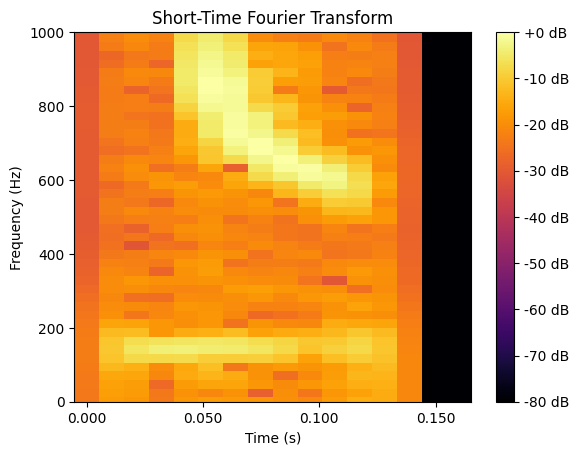 Short-Time Fourier Transform
Frequency (Hz)
1000
800
600
400
200
0
0.000
0.050
0.100
0.150
Time (s)
+0 dB
-10 dB
-20 dB
-30 dB
-40 dB
-50 dB
-60 dB
-70 dB
-80 dB